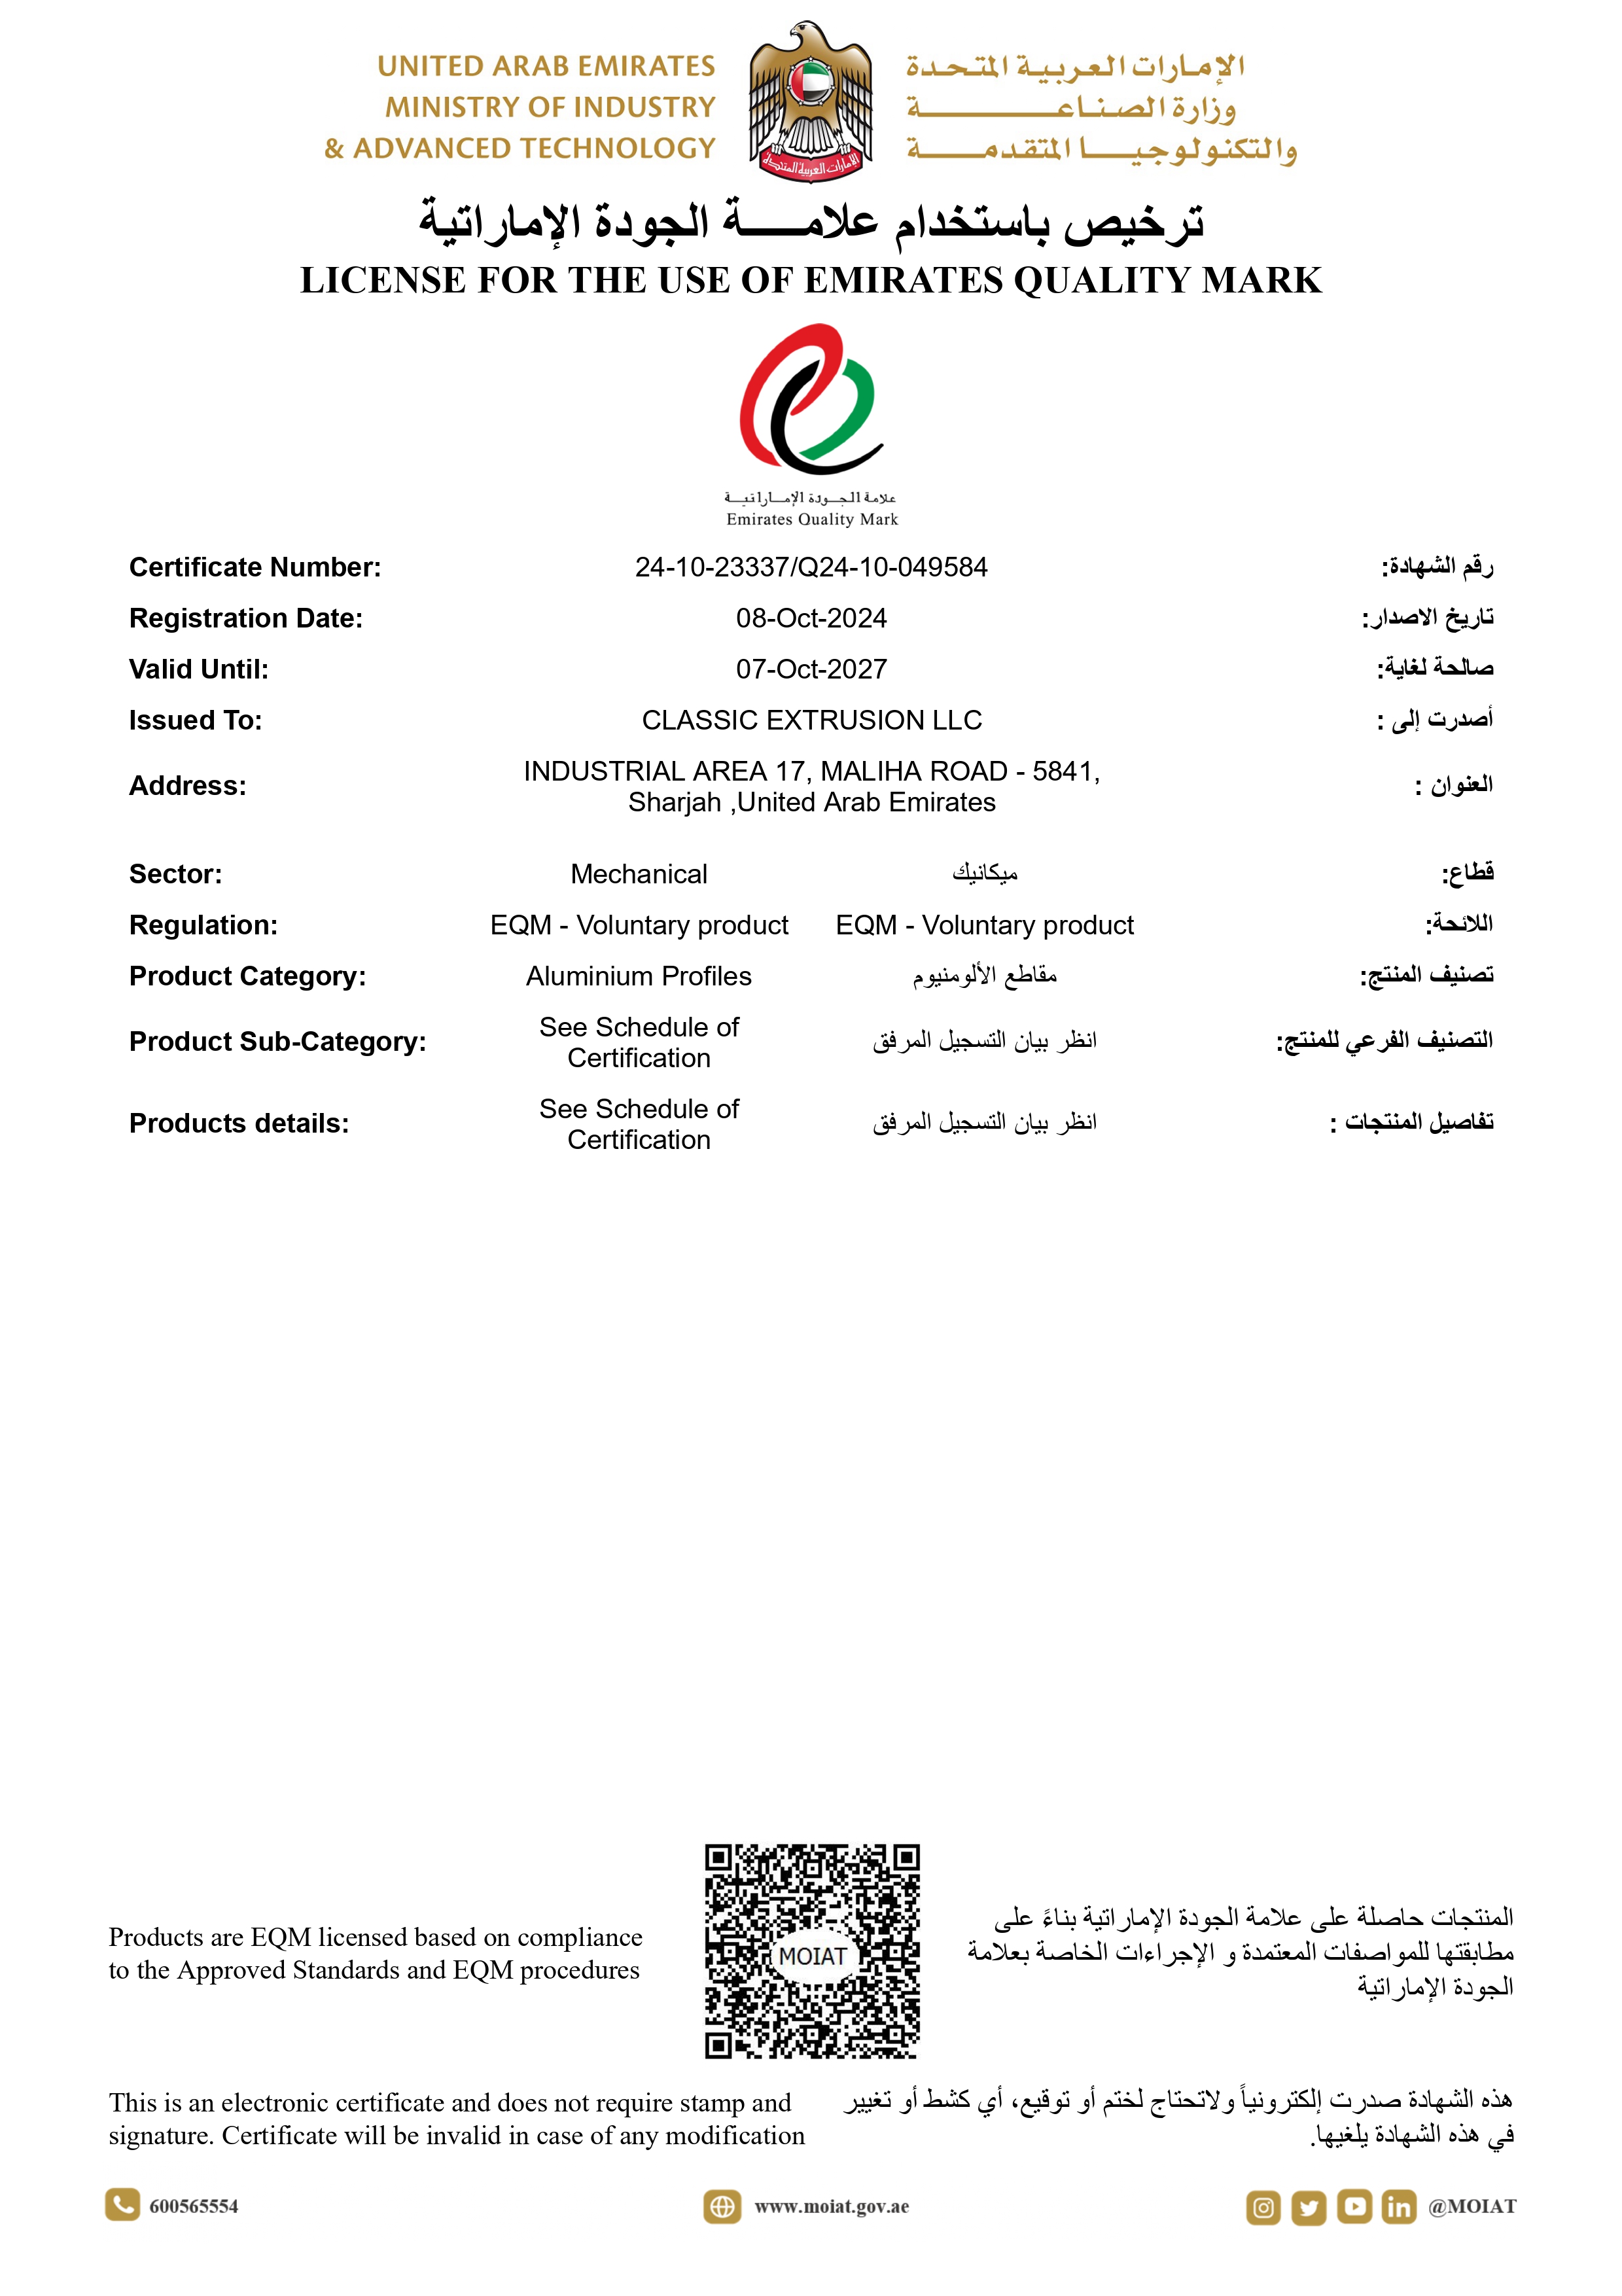 UNITED ARAB EMIRATES
MINISTRY OF INDUSTRY
& ADVANCED TECHNOLOGY
الإمارات العربية المتحدة
وزارة الصناعة
والتكنولوجيا المتقدمة
الإمارات العربية المتحدة
ترخيص باستخدام علامة الجودة الإماراتية
LICENSE FOR THE USE OF EMIRATES QUALITY MARK
علامة الجودة الإماراتية
Emirates Quality Mark
Certificate Number: 24-10-23337/Q24-10-049584 رقم الشهادة:
Registration Date: 08-Oct-2024 تاريخ الاصدار:
Valid Until: 07-Oct-2027 صالحة لغاية:
Issued To: CLASSIC EXTRUSION LLC أصدرت إلى :
Address: INDUSTRIAL AREA 17, MALIHA ROAD - 5841, العنوان :
Sharjah ,United Arab Emirates
Sector: Mechanical ميكانيك قطاع:
Regulation: EQM - Voluntary product EQM - Voluntary product اللائحة:
Product Category: Aluminium Profiles مقاطع الألومنيوم تصنيف المنتج:
Product Sub-Category: See Schedule of انظر بيان التسجيل المرفق التصنيف الفرعي للمنتج:
Certification
Products details: See Schedule of انظر بيان التسجيل المرفق تفاصيل المنتجات :
Certification
Products are EQM licensed based on compliance
to the Approved Standards and EQM procedures
MOIAT
المنتجات حاصلة على علامة الجودة الإماراتية بناءً على
مطابقتها للمواصفات المعتمدة و الإجراءات الخاصة بعلامة
الجودة الإماراتية
This is an electronic certificate and does not require stamp and
signature. Certificate will be invalid in case of any modification
هذه الشهادة صدرت إلكترونياً ولاتحتاج لختم أو توقيع، أي كشط أو تغيير
في هذه الشهادة يلغيها.
600565554
www.moiat.gov.ae
@MOIAT